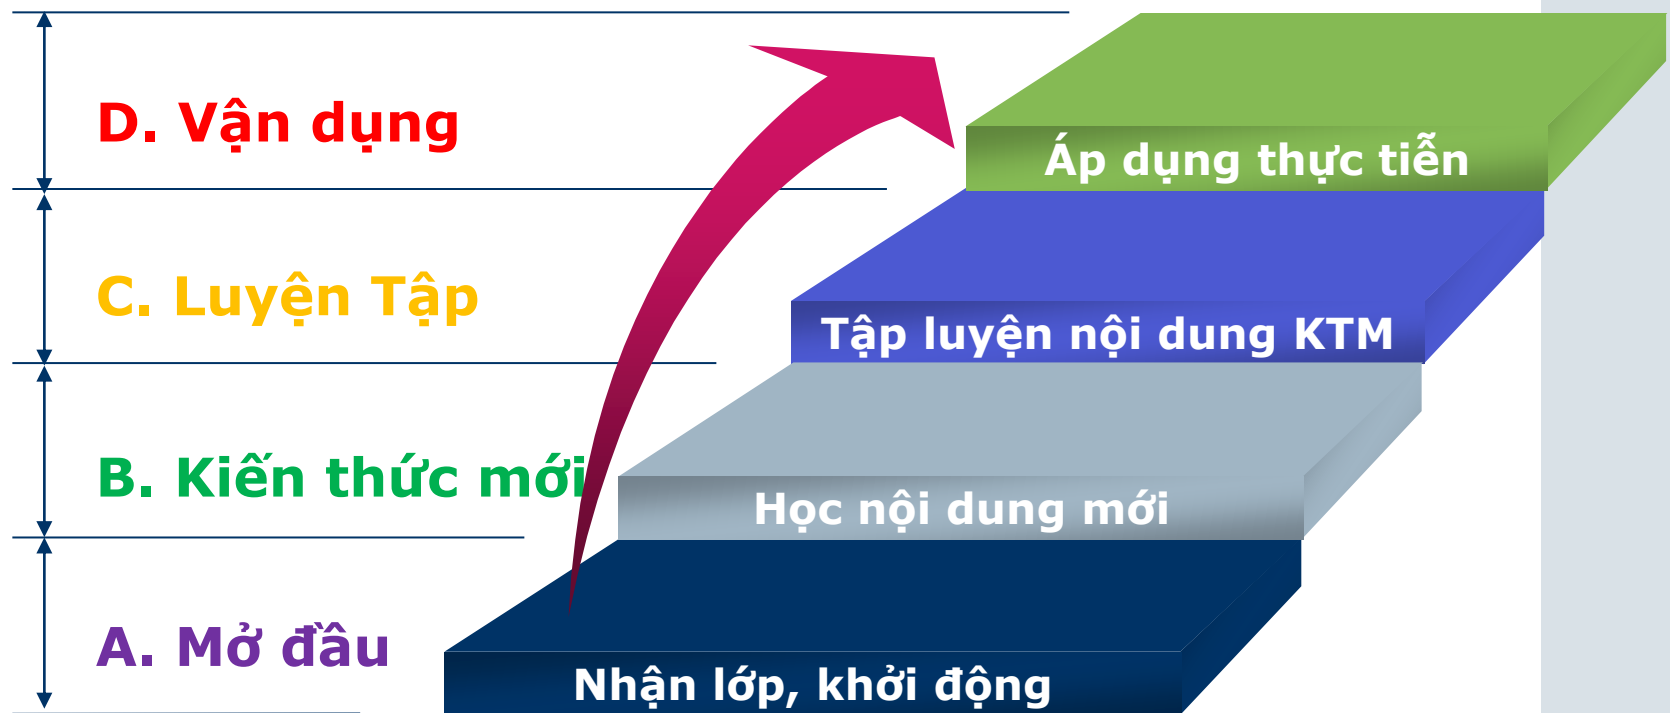 D. Vận dụng
Áp dụng thực tiễn
C. Luyện Tập
Tập luyện nội dung KTM
B. Kiến thức mới
Học nội dung mới
A. Mở đầu
Nhận lớp, khởi động